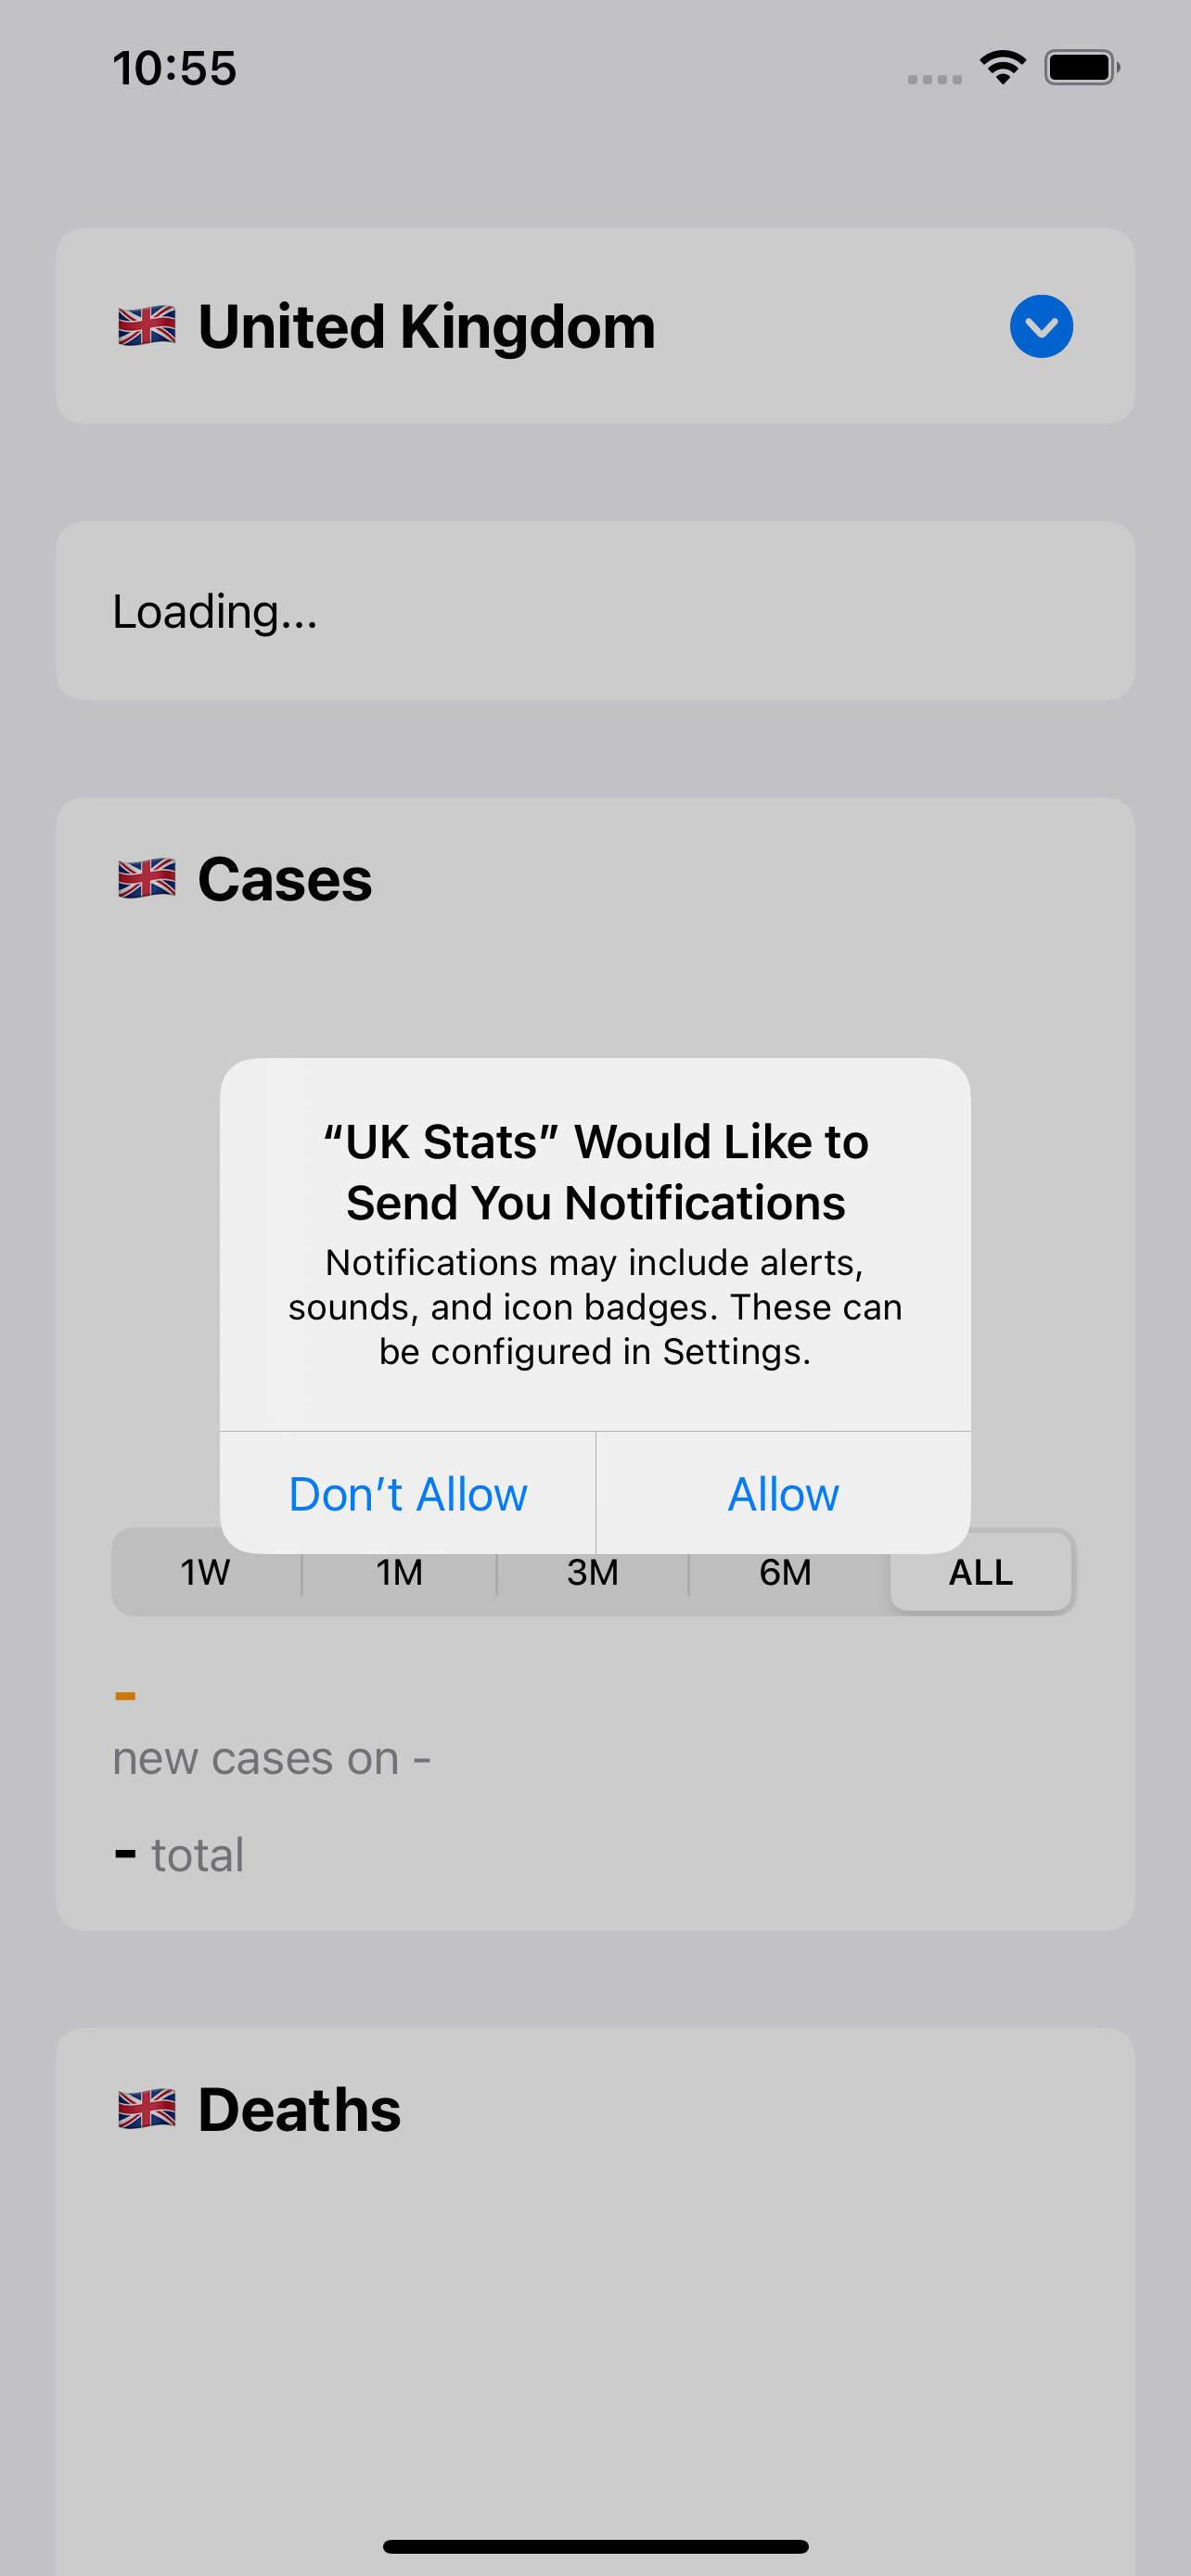 10:55
🇬🇧 United Kingdom
Loading...
🇬🇧 Cases
“UK Stats” Would Like to
Send You Notifications
Notifications may include alerts,
sounds, and icon badges. These can
be configured in Settings.
Don’t Allow
Allow
1W
1M
3M
6M
ALL
-
new cases on -
- total
🇬🇧 Deaths